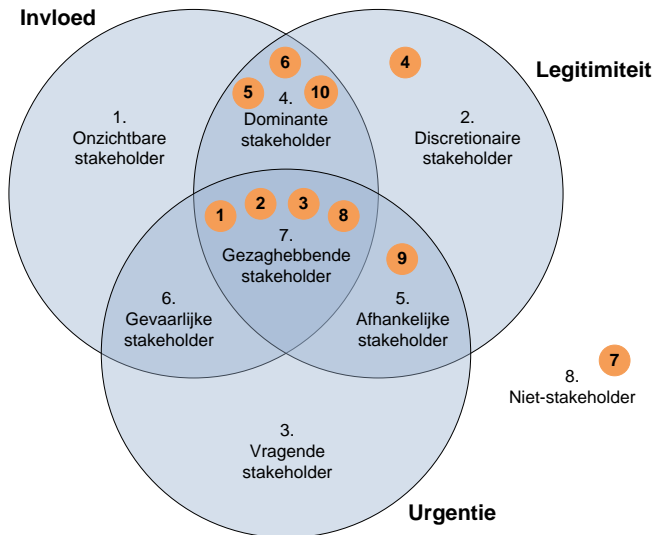 Invloed
Legitimiteit
6
4
5
10
4.
Dominante
stakeholder
1.
Onzichtbare
stakeholder
2.
Discretionaire
stakeholder
1
2
3
8
7.
Gezaghebbende
stakeholder
9
6.
Gevaarlijke
stakeholder
5.
Afhankelijke
stakeholder
7
8.
Niet-stakeholder
3.
Vragende
stakeholder
Urgentie